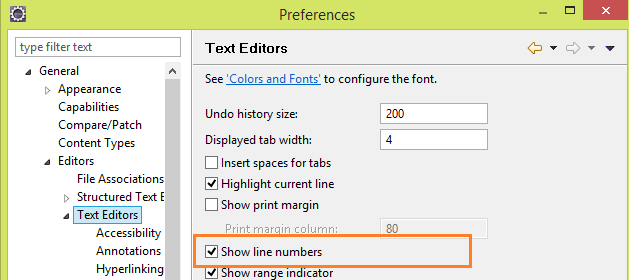 Preferences
type filter text
General
Appearance
Capabilities
Compare/Patch
Content Types
Editors
File Associations
Structured Text E
Text Editors
Accessibility
Annotations
Hyperlinking
Text Editors
See 'Colors and Fonts' to configure the font.
Undo history size: 200
Displayed tab width: 4
Insert spaces for tabs
Highlight current line
Show print margin
Print margin column: 80
Show line numbers
Show range indicator